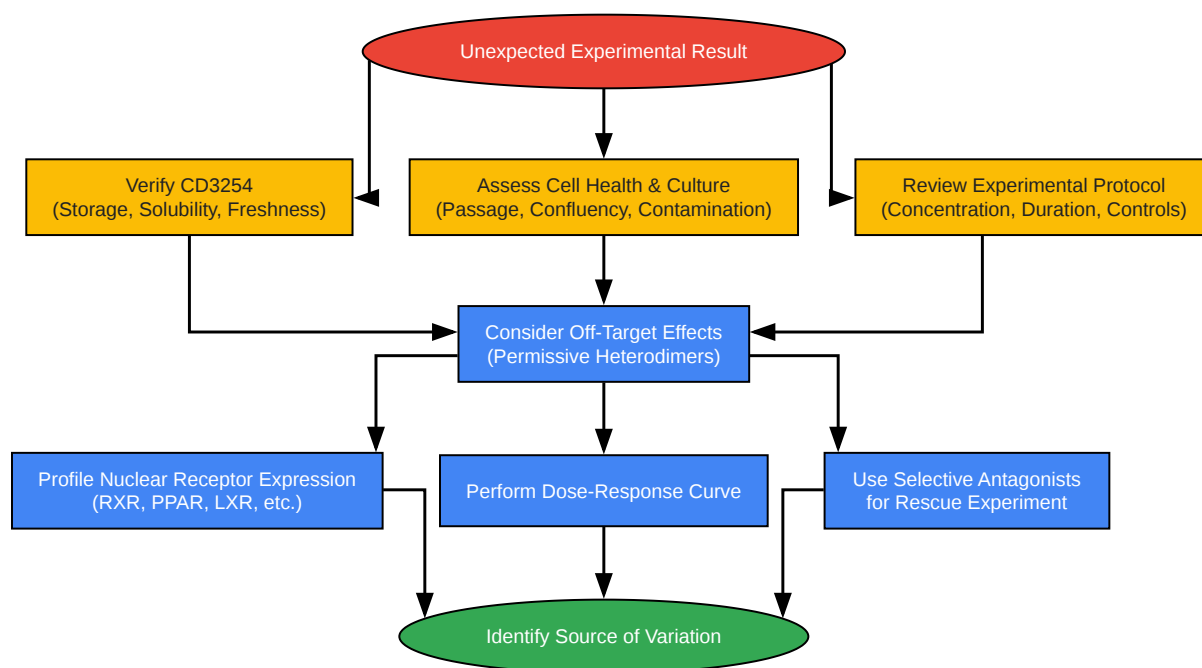 Unexpected Experimental Result
Verify CD3254
(Storage, Solubility, Freshness)
Assess Cell Health & Culture
(Passage, Confluency, Contamination)
Review Experimental Protocol
(Concentration, Duration, Controls)
Consider Off-Target Effects
(Permissive Heterodimers)
Profile Nuclear Receptor Expression
(RXR, PPAR, LXR, etc.)
Perform Dose-Response Curve
Use Selective Antagonists
for Rescue Experiment
Identify Source of Variation